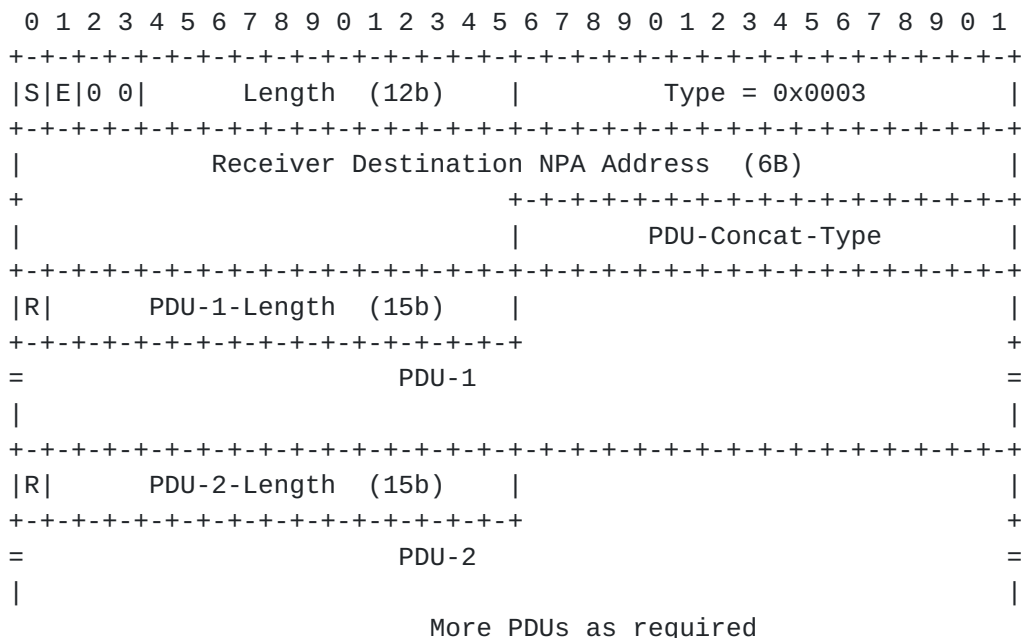 0 1 2 3 4 5 6 7 8 9 0 1 2 3 4 5 6 7 8 9 0 1 2 3 4 5 6 7 8 9 0 1
+-+-+-+-+-+-+-+-+-+-+-+-+-+-+-+-+-+-+-+-+-+-+-+-+-+-+-+-+-+-+-+-+
|S|E|0 0|      Length  (12b)    |         Type = 0x0003         |
+-+-+-+-+-+-+-+-+-+-+-+-+-+-+-+-+-+-+-+-+-+-+-+-+-+-+-+-+-+-+-+-+
|            Receiver Destination NPA Address  (6B)             |
+                               +-+-+-+-+-+-+-+-+-+-+-+-+-+-+-+-+
|                               |        PDU-Concat-Type        |
+-+-+-+-+-+-+-+-+-+-+-+-+-+-+-+-+-+-+-+-+-+-+-+-+-+-+-+-+-+-+-+-+
|R|      PDU-1-Length  (15b)    |                               |
+-+-+-+-+-+-+-+-+-+-+-+-+-+-+-+-+                               +
=                        PDU-1                                  =
|                                                               |
+-+-+-+-+-+-+-+-+-+-+-+-+-+-+-+-+-+-+-+-+-+-+-+-+-+-+-+-+-+-+-+-+
|R|      PDU-2-Length  (15b)    |                               |
+-+-+-+-+-+-+-+-+-+-+-+-+-+-+-+-+                               +
=                        PDU-2                                  =
|                                                               |
                           More PDUs as required